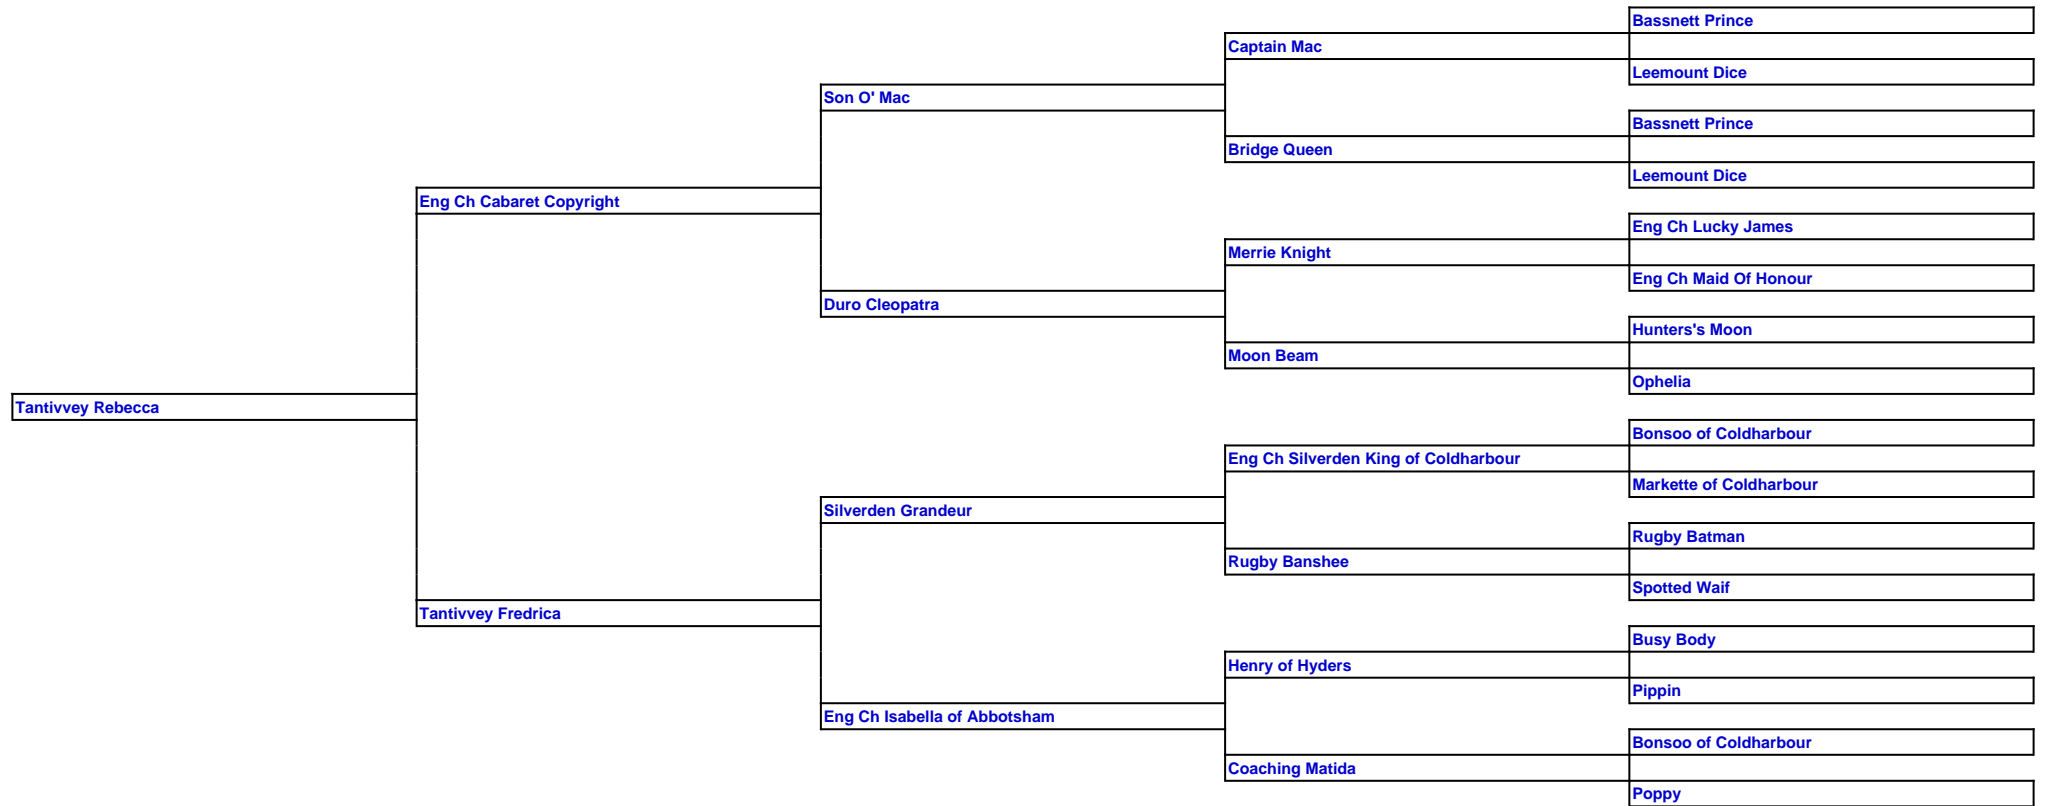 Bassnett Prince
Captain Mac
Leemount Dice
Son O' Mac
Bassnett Prince
Bridge Queen
Leemount Dice
Eng Ch Cabaret Copyright
Eng Ch Lucky James
Merrie Knight
Eng Ch Maid Of Honour
Duro Cleopatra
Hunters's Moon
Moon Beam
Ophelia
Tantivvey Rebecca
Bonsoo of Coldharbour
Eng Ch Silverden King of Coldharbour
Markette of Coldharbour
Silverden Grandeur
Rugby Batman
Rugby Banshee
Spotted Waif
Tantivvey Fredrica
Busy Body
Henry of Hyders
Pippin
Eng Ch Isabella of Abbotsham
Bonsoo of Coldharbour
Coaching Matida
Poppy